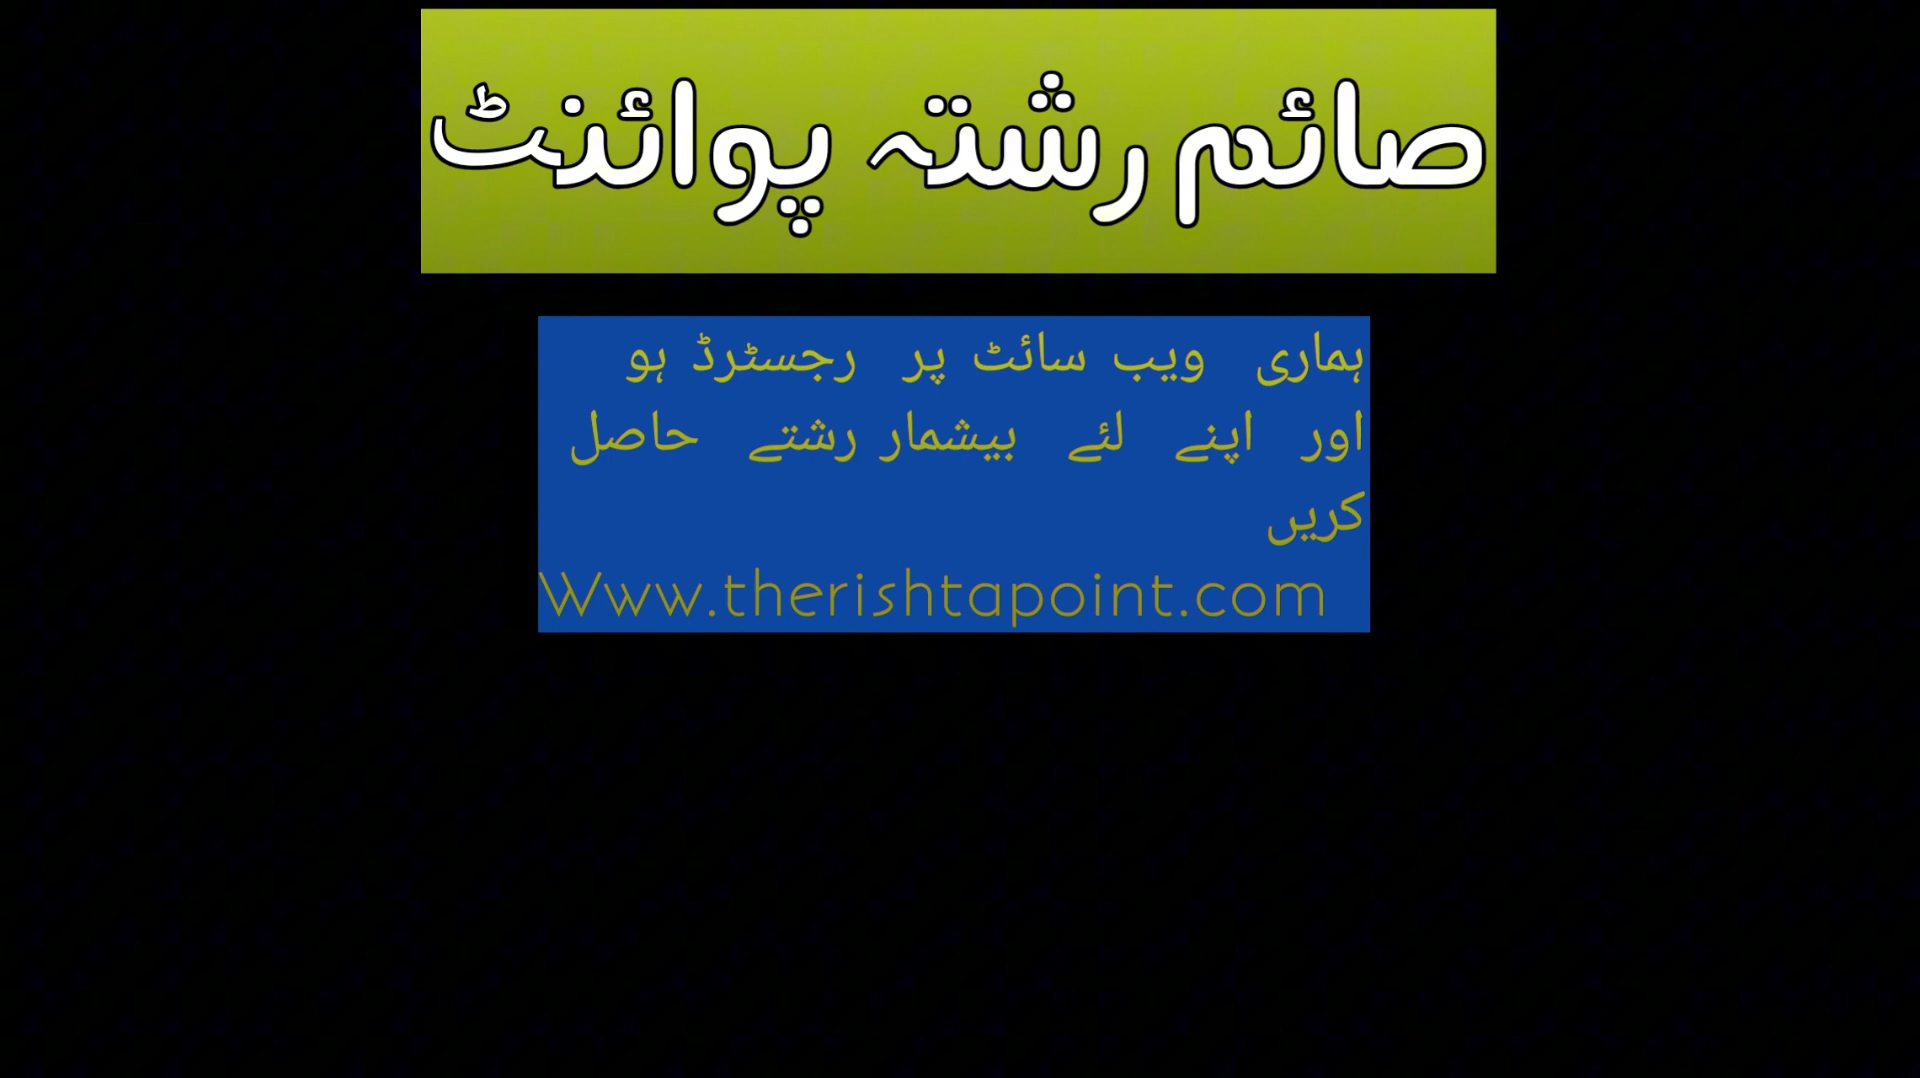 صائم رشتہ پوائنٹ
ہماری ویب سائٹ پر رجسٹرڈ ہو
اور اپنے لئے بیشمار رشتے حاصل
کریں
Www.therishtapoint.com